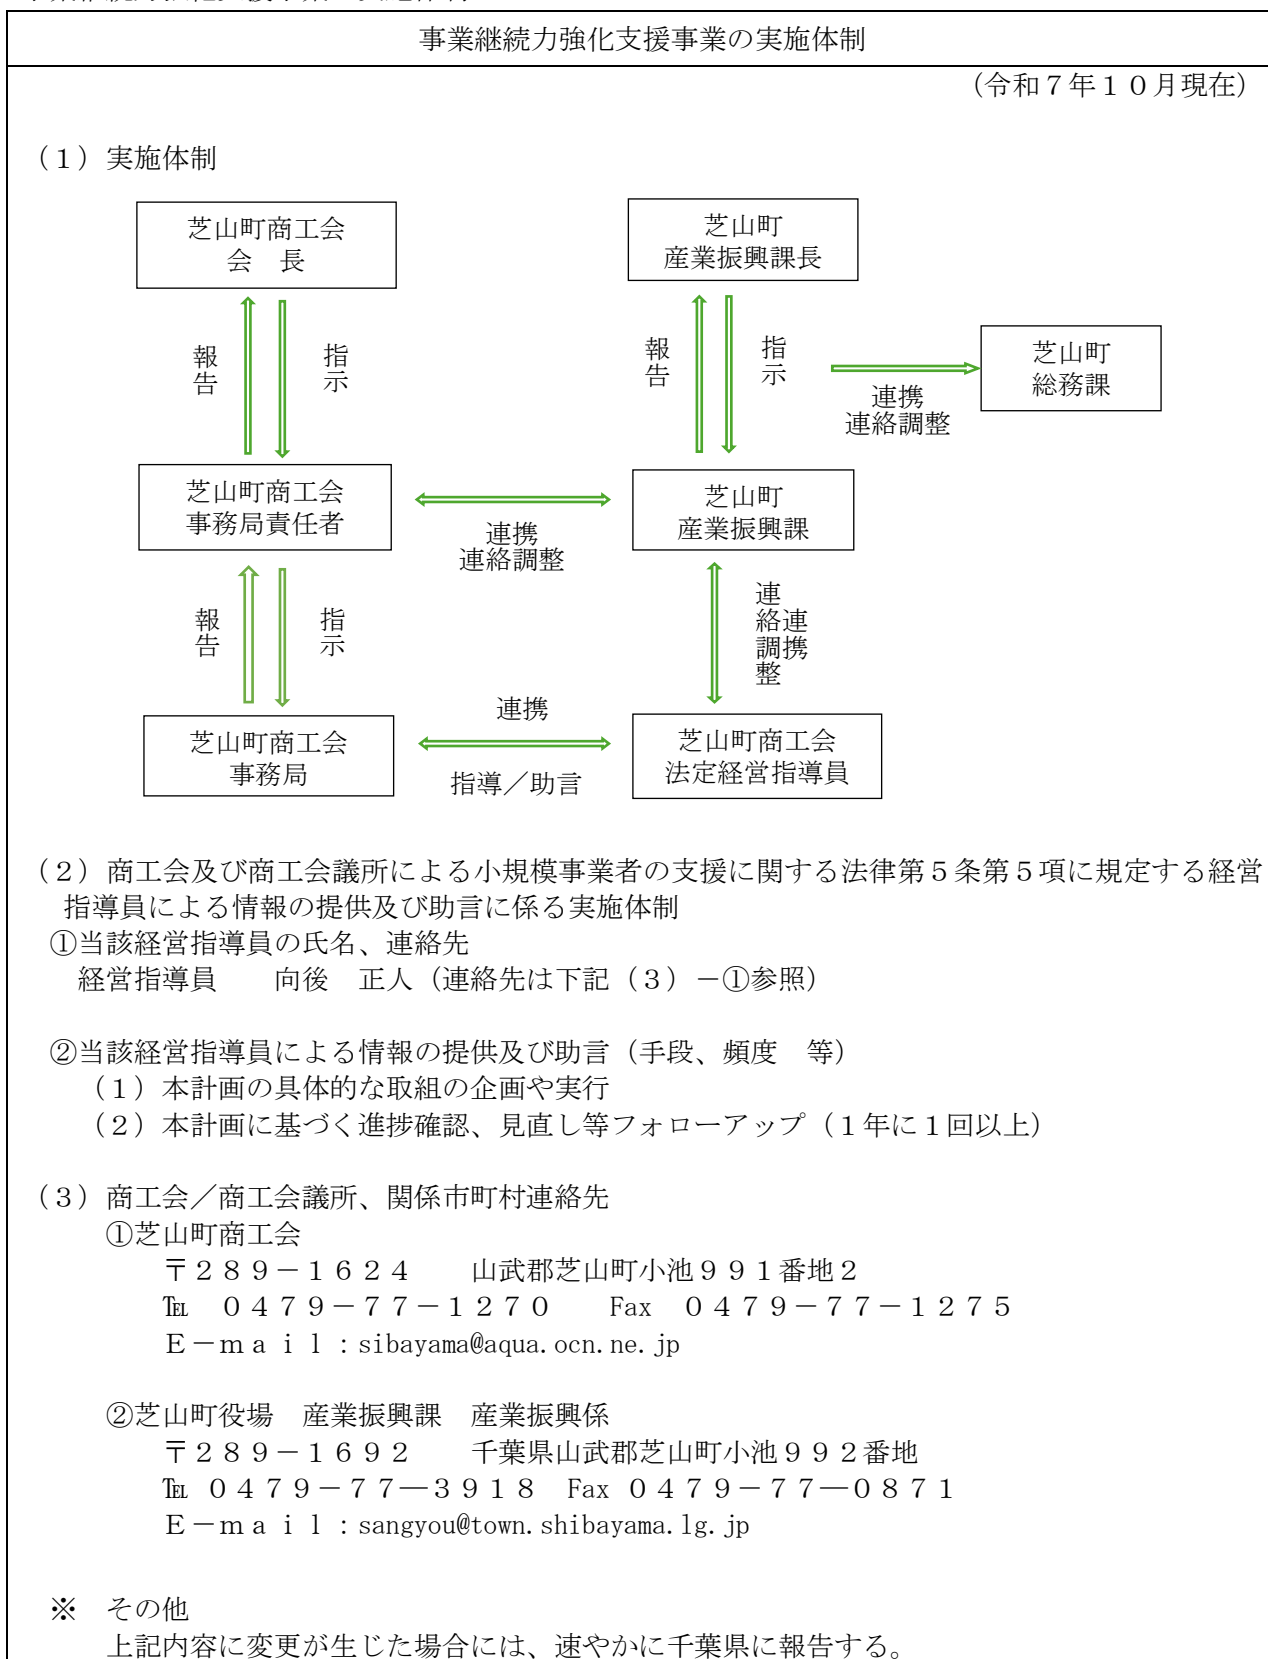 事業継続力強化支援事業の実施体制
（令和７年１０月現在）
（１）実施体制
芝山町商工会
会　長
芝山町
産業振興課長
報告
指示
報告
指示
芝山町
総務課
連携
連絡調整
芝山町商工会
事務局責任者
連携
連絡調整
芝山町
産業振興課
報告
指示
連携
連絡調整
芝山町商工会
事務局
連携
指導／助言
芝山町商工会
法定経営指導員
（２）商工会及び商工会議所による小規模事業者の支援に関する法律第５条第５項に規定する経営
指導員による情報の提供及び助言に係る実施体制
①当該経営指導員の氏名、連絡先
経営指導員　　向後　正人（連絡先は下記（３）－①参照）
②当該経営指導員による情報の提供及び助言（手段、頻度　等）
（１）本計画の具体的な取組の企画や実行
（２）本計画に基づく進捗確認、見直し等フォローアップ（１年に１回以上）
（３）商工会／商工会議所、関係市町村連絡先
①芝山町商工会
〒２８９－１６２４　　山武郡芝山町小池９９１番地２
℡　０４７９－７７－１２７０　　Fax　０４７９－７７－１２７５
Ｅ－ｍａｉｌ：sibayama@aqua.ocn.ne.jp
②芝山町役場　産業振興課　産業振興係
〒２８９－１６９２　　千葉県山武郡芝山町小池９９２番地
℡ ０４７９－７７―３９１８ Fax ０４７９－７７―０８７１
Ｅ－ｍａｉｌ：sangyou@town.shibayama.lg.jp
※　その他
上記内容に変更が生じた場合には、速やかに千葉県に報告する。